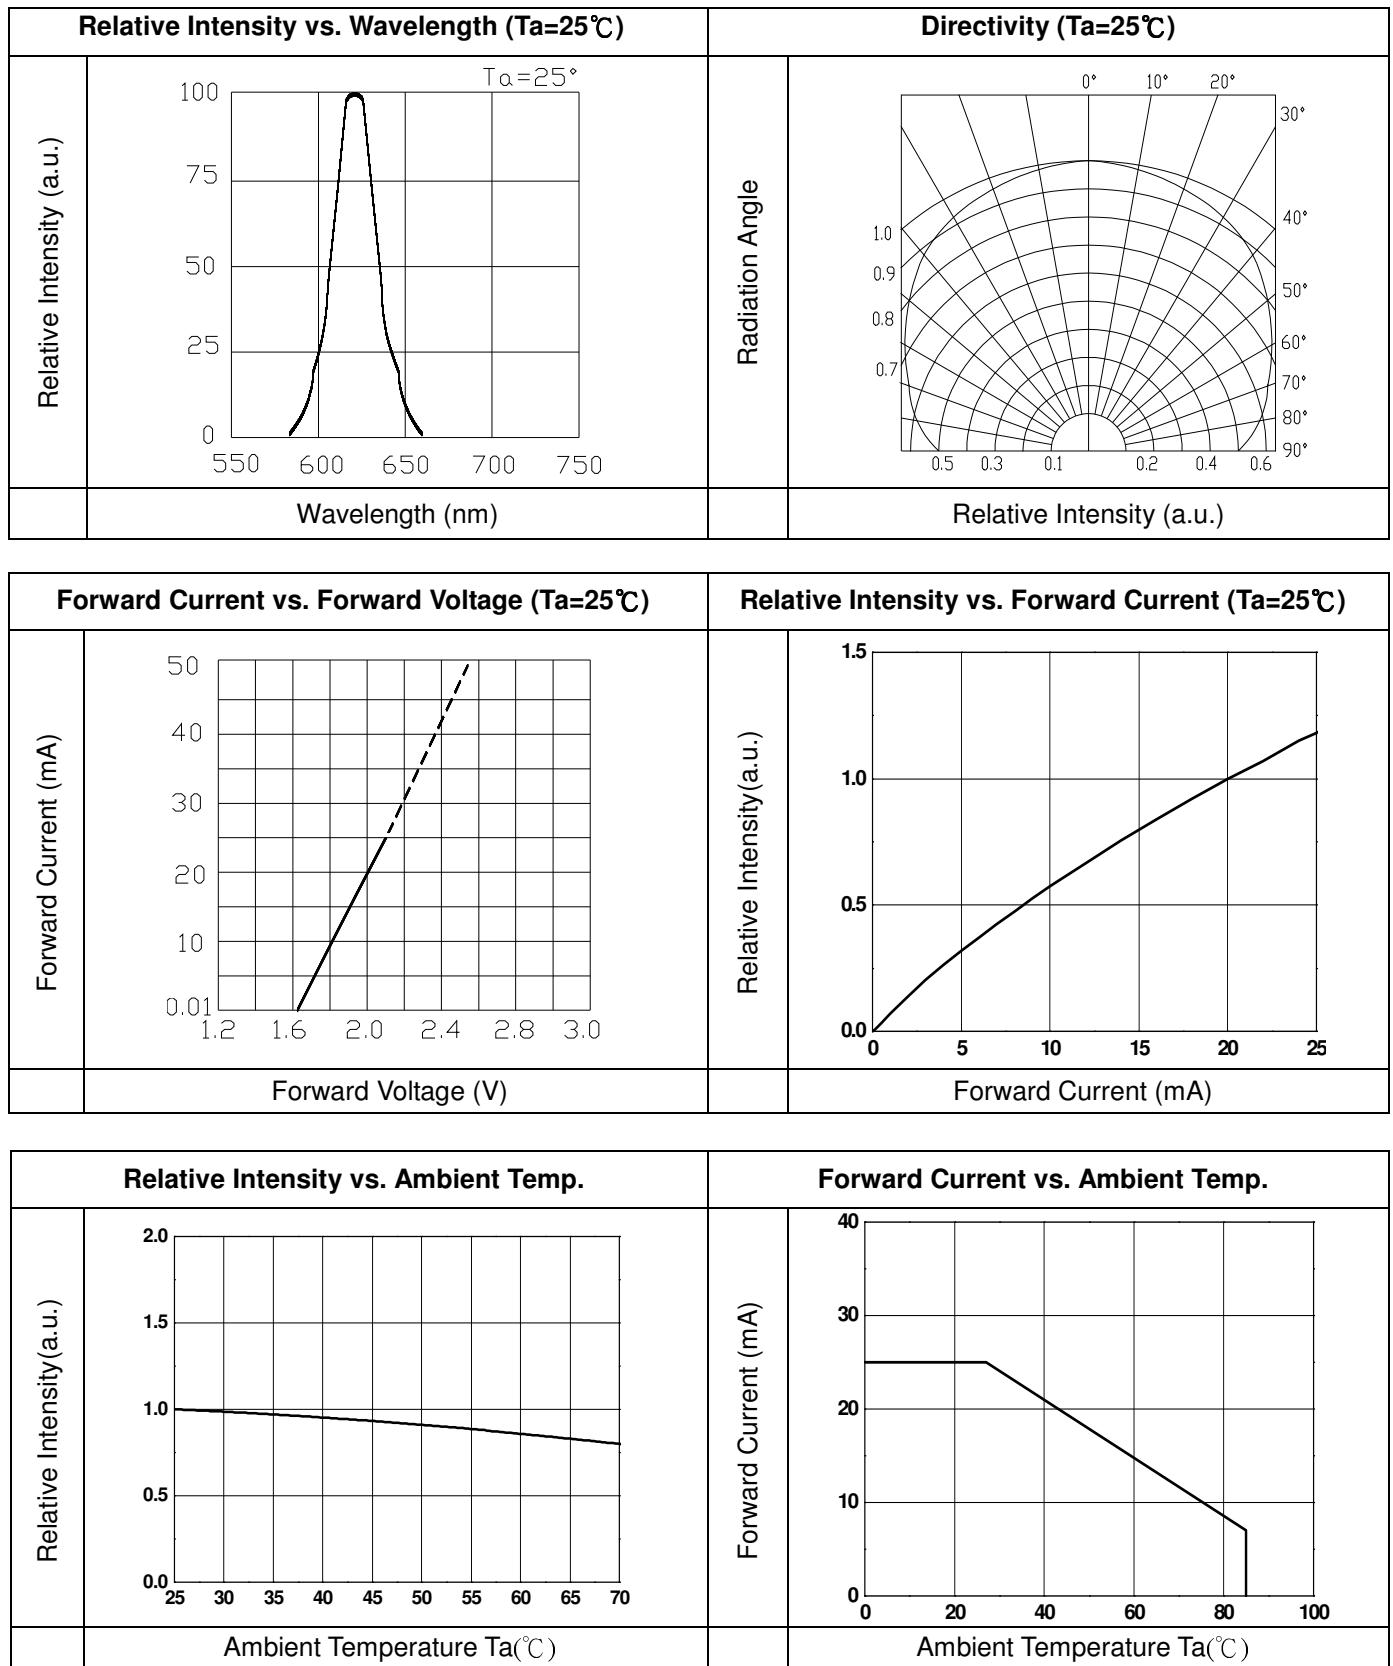 Relative Intensity vs. Wavelength (Ta=25℃)
Directivity (Ta=25℃)
Relative Intensity (a.u.)
Ta=25°
100
75
50
25
0
550 600 650 700 750
Wavelength (nm)
Radiation Angle
0° 10° 20°
30°
40°
50°
60°
70°
80°
90°
1.0
0.9
0.8
0.7
0.5 0.3 0.1 0.2 0.4 0.6
Relative Intensity (a.u.)
Forward Current vs. Forward Voltage (Ta=25℃)
Relative Intensity vs. Forward Current (Ta=25℃)
Forward Current (mA)
50
40
30
20
10
0.01
1.2 1.6 2.0 2.4 2.8 3.0
Forward Voltage (V)
Relative Intensity(a.u.)
1.5
1.0
0.5
0.0
0 5 10 15 20 25
Forward Current (mA)
Relative Intensity vs. Ambient Temp.
Forward Current vs. Ambient Temp.
Relative Intensity(a.u.)
2.0
1.5
1.0
0.5
0.0
25 30 35 40 45 50 55 60 65 70
Ambient Temperature Ta(℃)
Forward Current (mA)
40
30
20
10
0
0 20 40 60 80 100
Ambient Temperature Ta(℃)